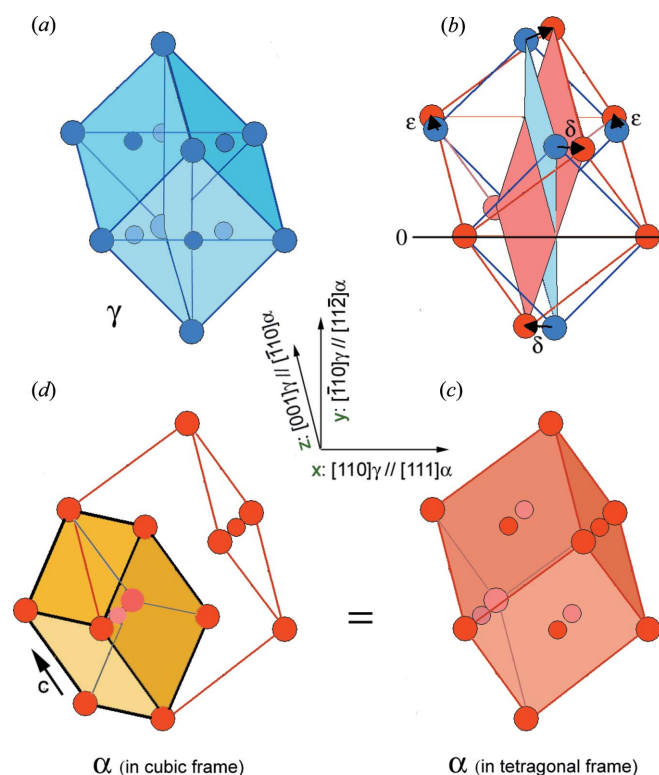 (a)
(b)
ε
ε
δ
0
γ
δ
(d)
(c)
z: [001]γ // [1̅10]α
y: [1̅10]γ // [112̅]α
x: [110]γ // [111]α
=
c
α (in cubic frame)
α (in tetragonal frame)